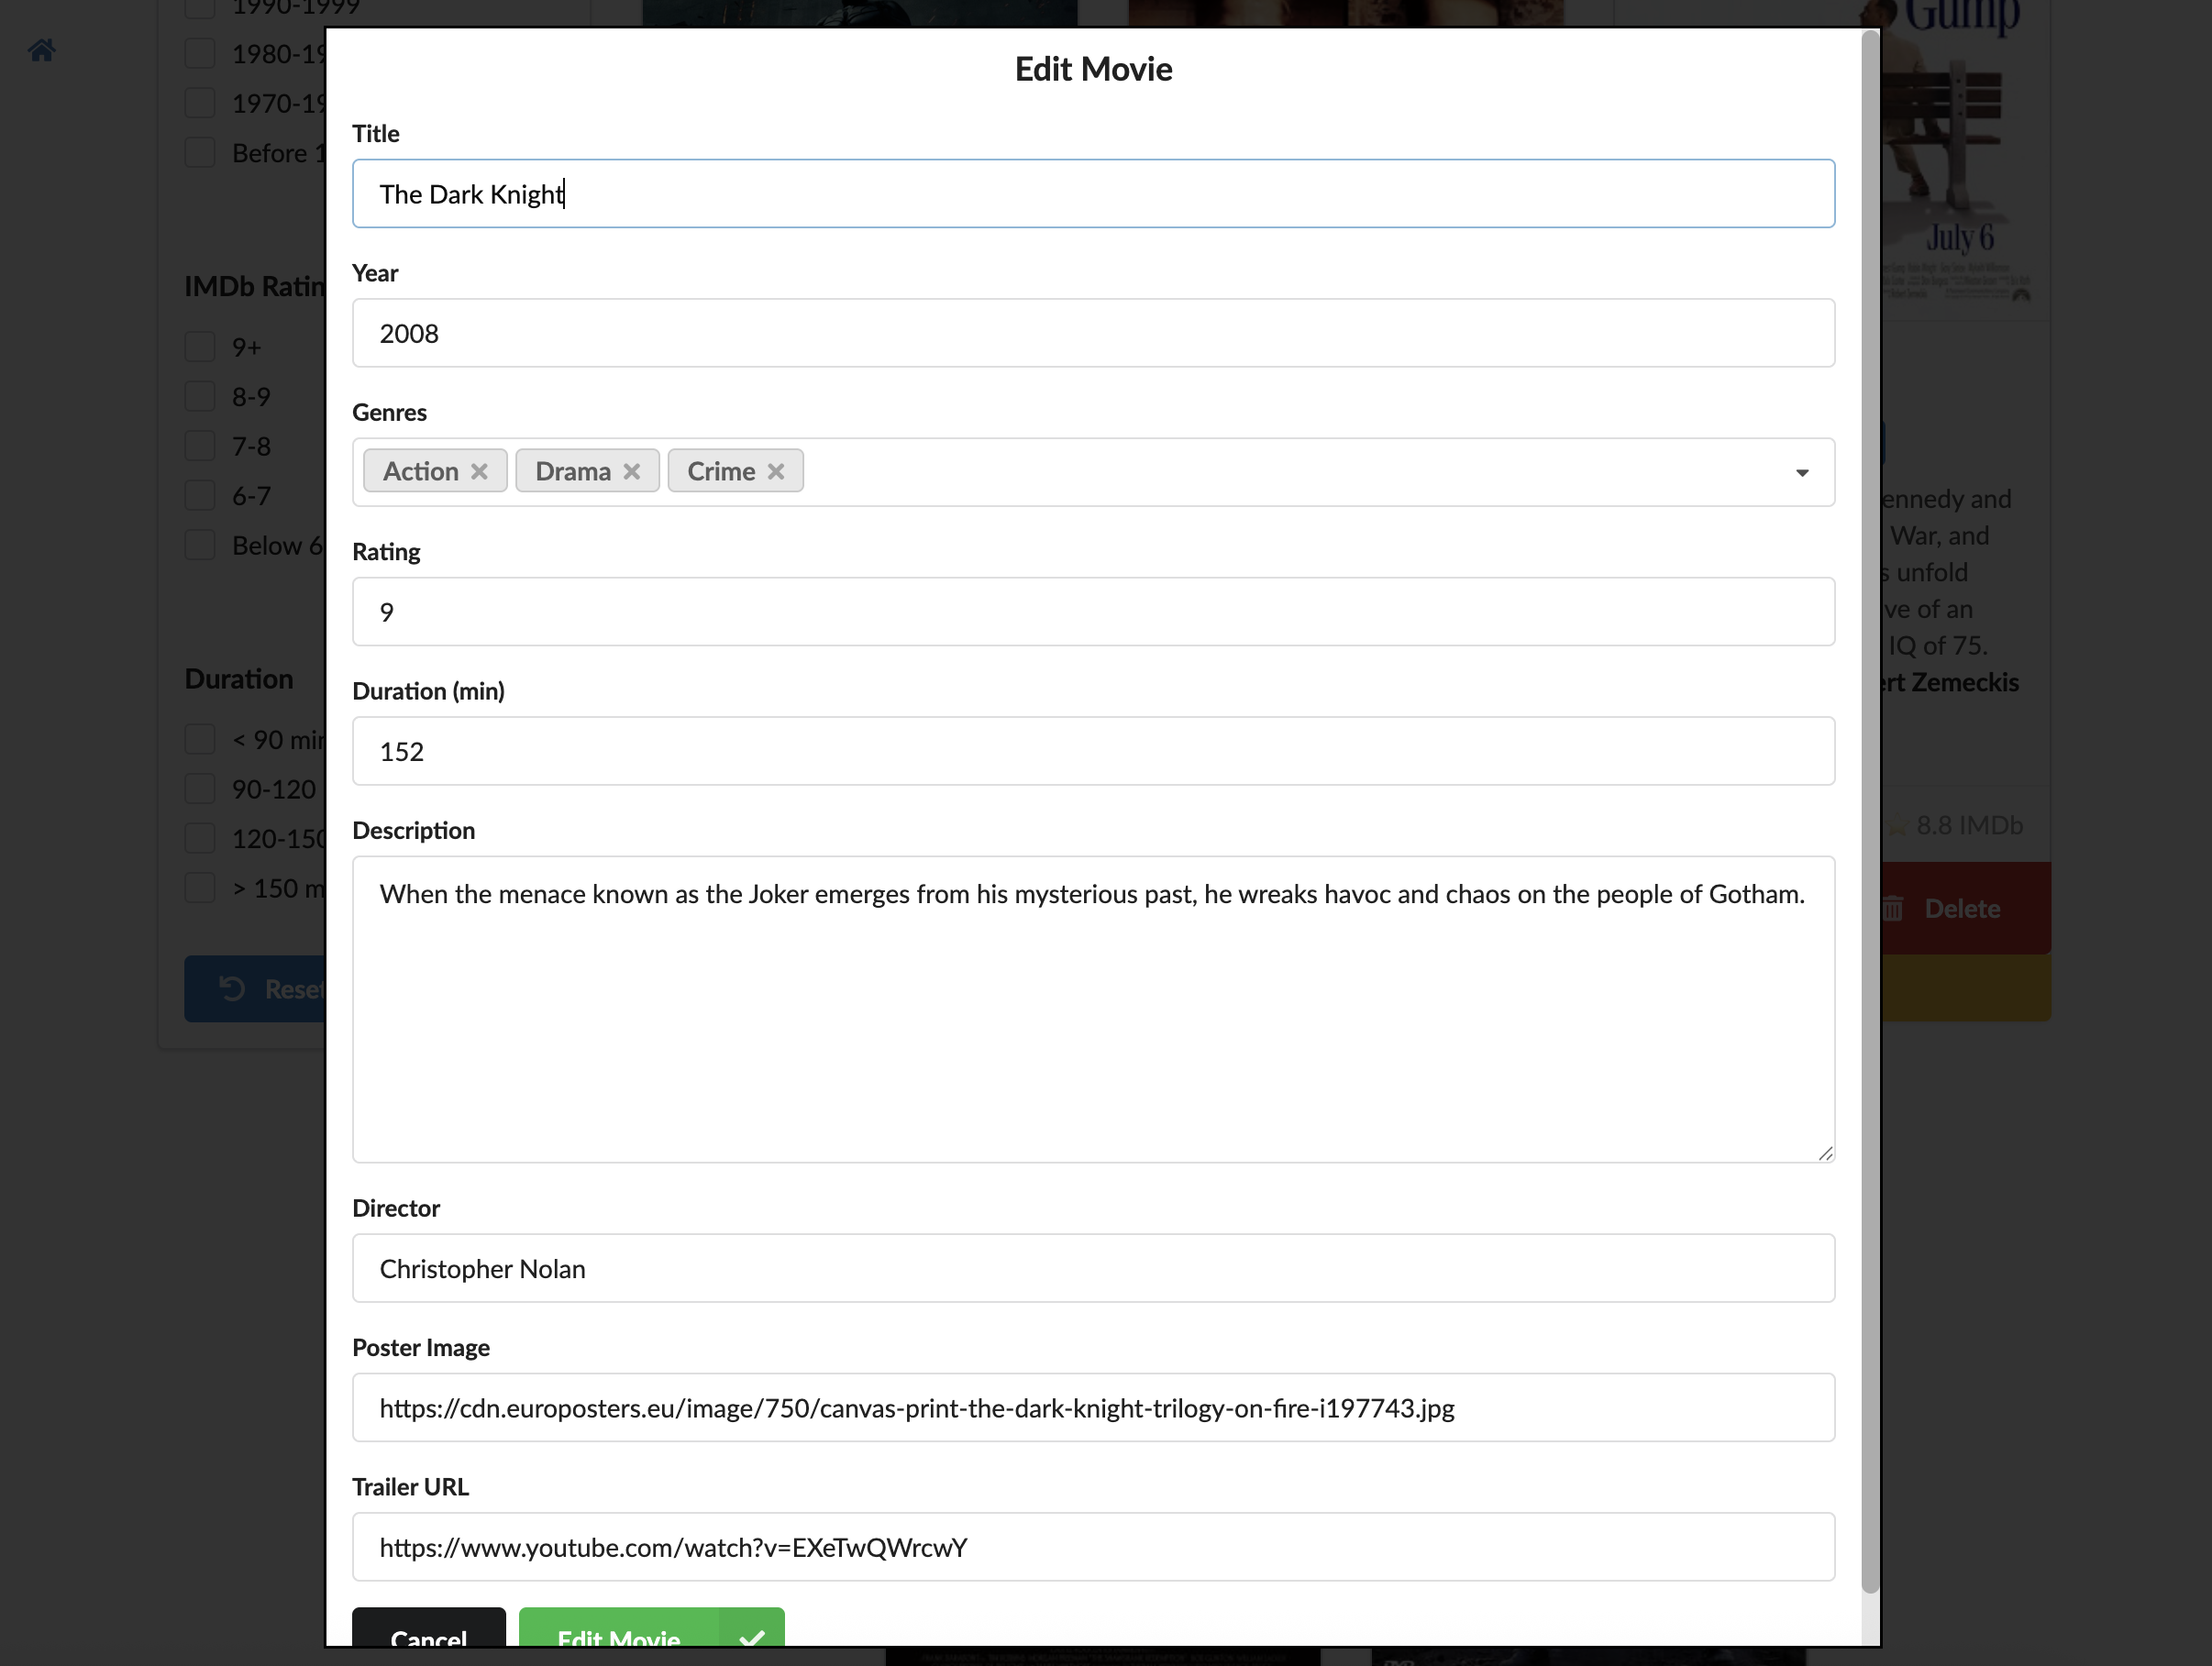 1990-1999
1980-19
1970-19
Before 1
IMDb Ratin
9+
8-9
7-8
6-7
Below 6
Duration
< 90 min
90-120
120-150
> 150 m
Reset
Edit Movie
Title
The Dark Knight
Year
2008
Genres
Action
Drama
Crime
Rating
9
Duration (min)
152
Description
When the menace known as the Joker emerges from his mysterious past, he wreaks havoc and chaos on the people of Gotham.
Director
Christopher Nolan
Poster Image
https://cdn.europosters.eu/image/750/canvas-print-the-dark-knight-trilogy-on-fire-i197743.jpg
Trailer URL
https://www.youtube.com/watch?v=EXeTwQWrcwY
Cancel
Edit Movie
Gump
July 6
ennedy and
War, and
s unfold
ve of an
IQ of 75.
ert Zemeckis
8.8 IMDb
Delete